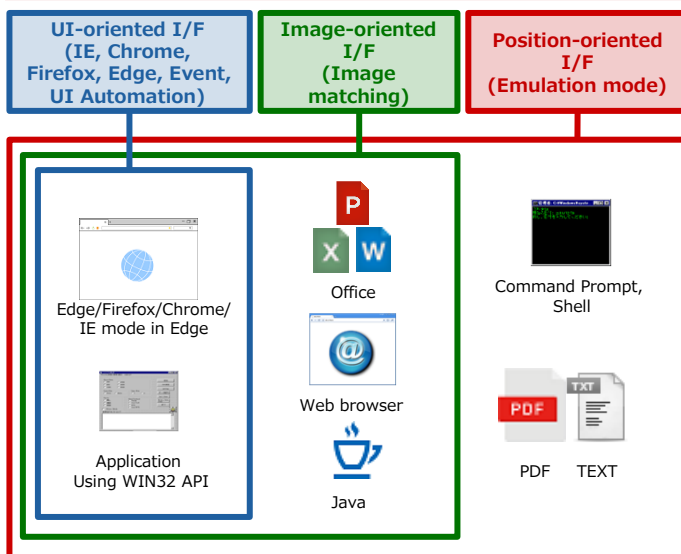 UI-oriented I/F
(IE, Chrome,
Firefox, Edge, Event,
UI Automation)
Image-oriented
I/F
(Image
matching)
Position-oriented
I/F
(Emulation mode)
Edge/Firefox/Chrome/
IE mode in Edge
Application
Using WIN32 API
P
X
W
Office
@
Web browser
Java
Command Prompt,
Shell
PDF
TXT
PDF
TEXT